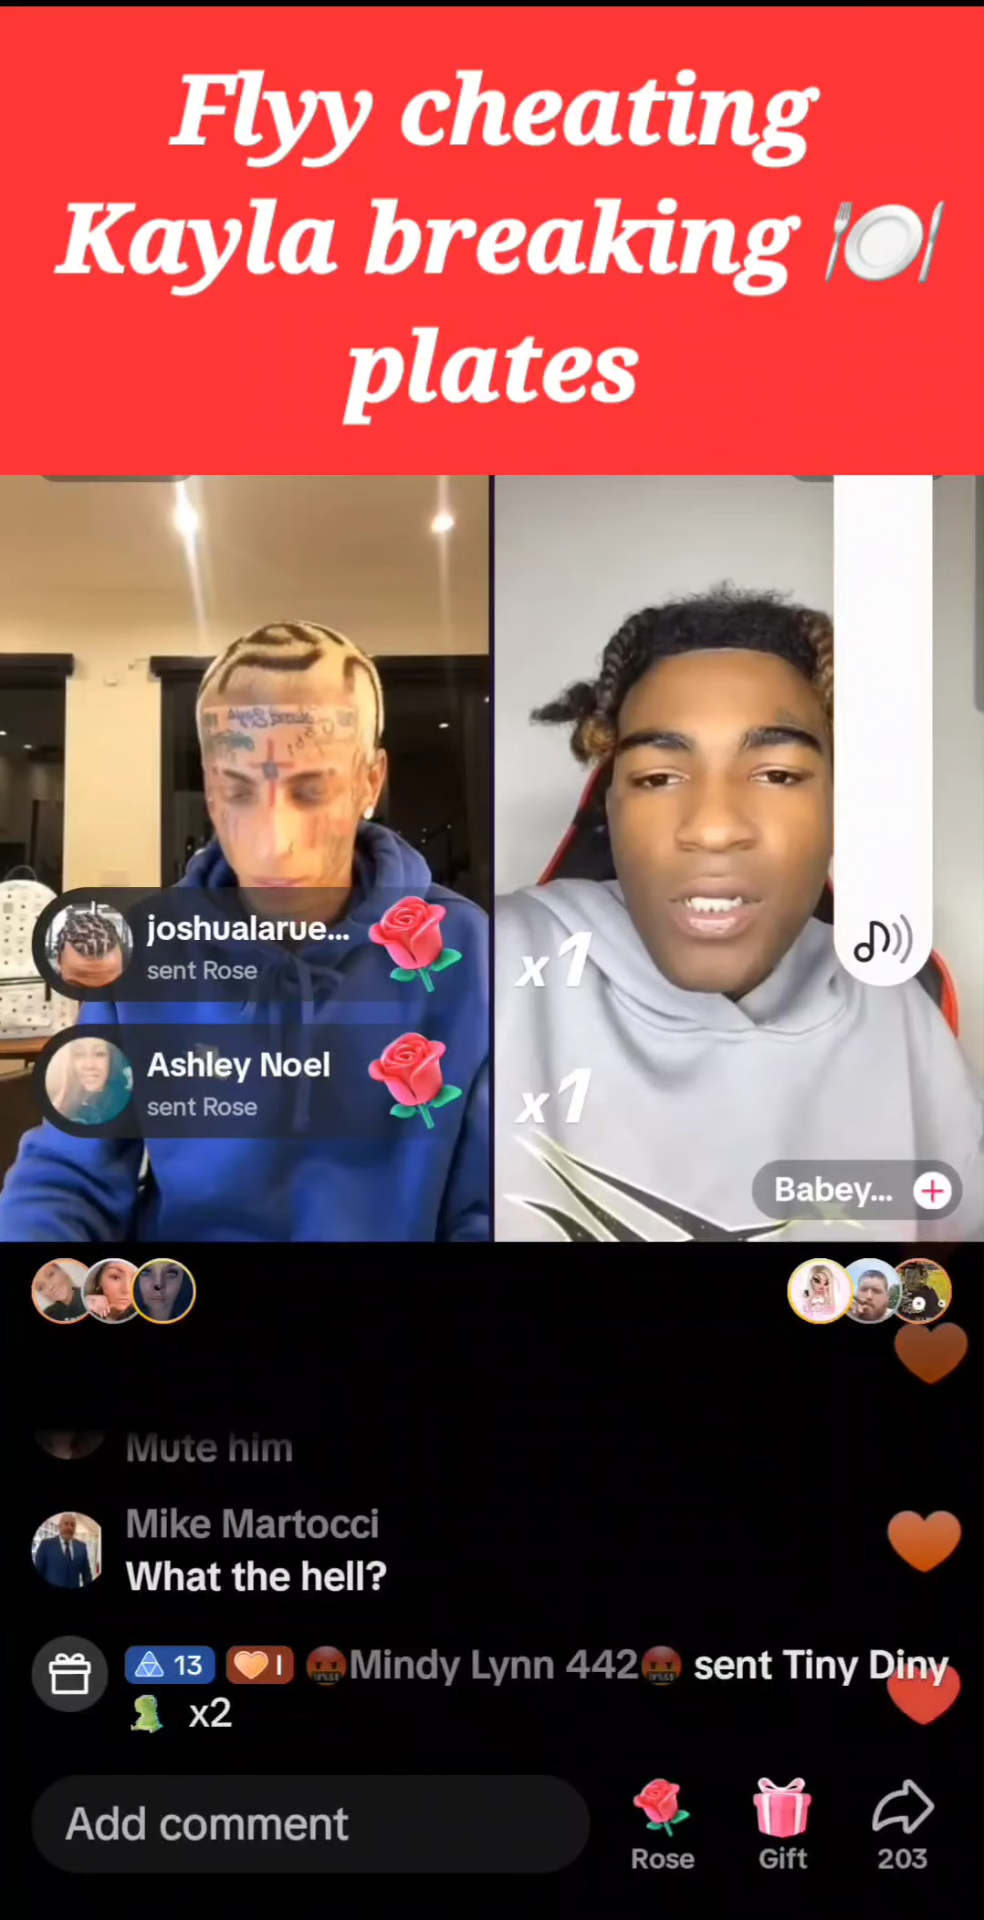 Flyy cheating
Kayla breaking 🍽
plates
joshualarue...
sent Rose
x1
Ashley Noel
sent Rose
x1
Babey...
Mute him
Mike Martocci
What the hell?
13 I 🤬Mindy Lynn 442🤬 sent Tiny Diny
x2
Add comment
Rose
Gift
203